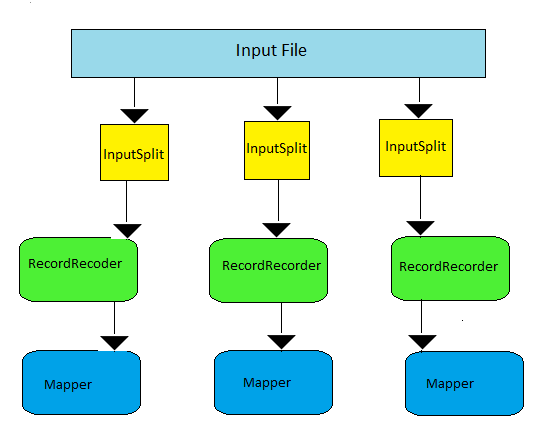 Input File
InputSplit
InputSplit
InputSplit
RecordRecoder
RecordRecorder
RecordRecorder
Mapper
Mapper
Mapper